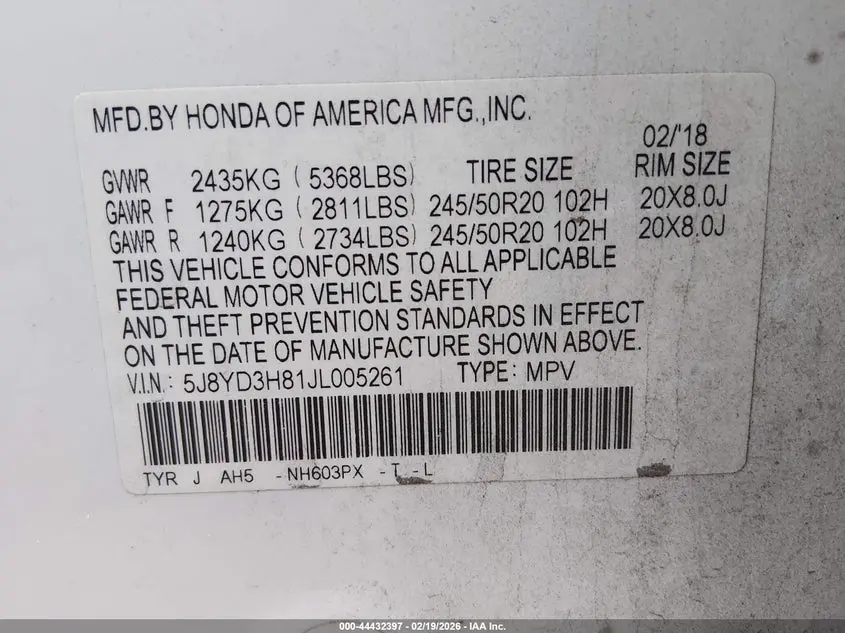 MFD.BY HONDA OF AMERICA MFG.,INC.
02/'18
GVWR 2435KG ( 5368LBS) TIRE SIZE RIM SIZE
GAWR F 1275KG ( 2811LBS) 245/50R20 102H 20X8.0J
GAWR R 1240KG ( 2734LBS) 245/50R20 102H 20X8.0J
THIS VEHICLE CONFORMS TO ALL APPLICABLE
FEDERAL MOTOR VEHICLE SAFETY
AND THEFT PREVENTION STANDARDS IN EFFECT
ON THE DATE OF MANUFACTURE SHOWN ABOVE.
V.I.N.: 5J8YD3H81JL005261 TYPE: MPV
TYR J AH5 -NH603PX -T -L
000-44432397 - 02/19/2026 - IAA Inc.